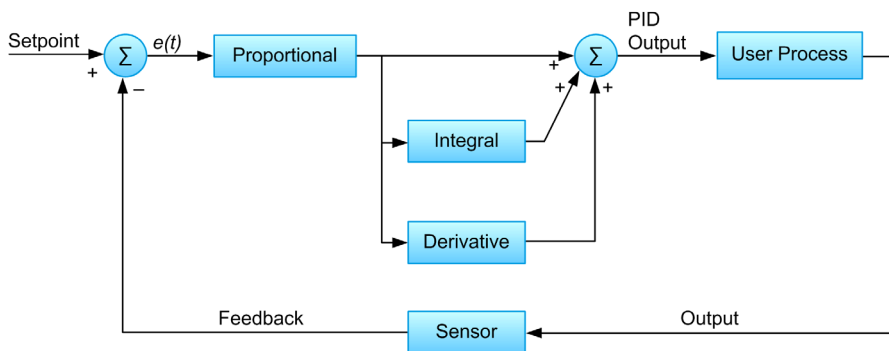 Setpoint
+
Σ
–
e(t)
Proportional
+
+
+
Σ
PID
Output
User Process
Integral
Derivative
Feedback
Sensor
Output